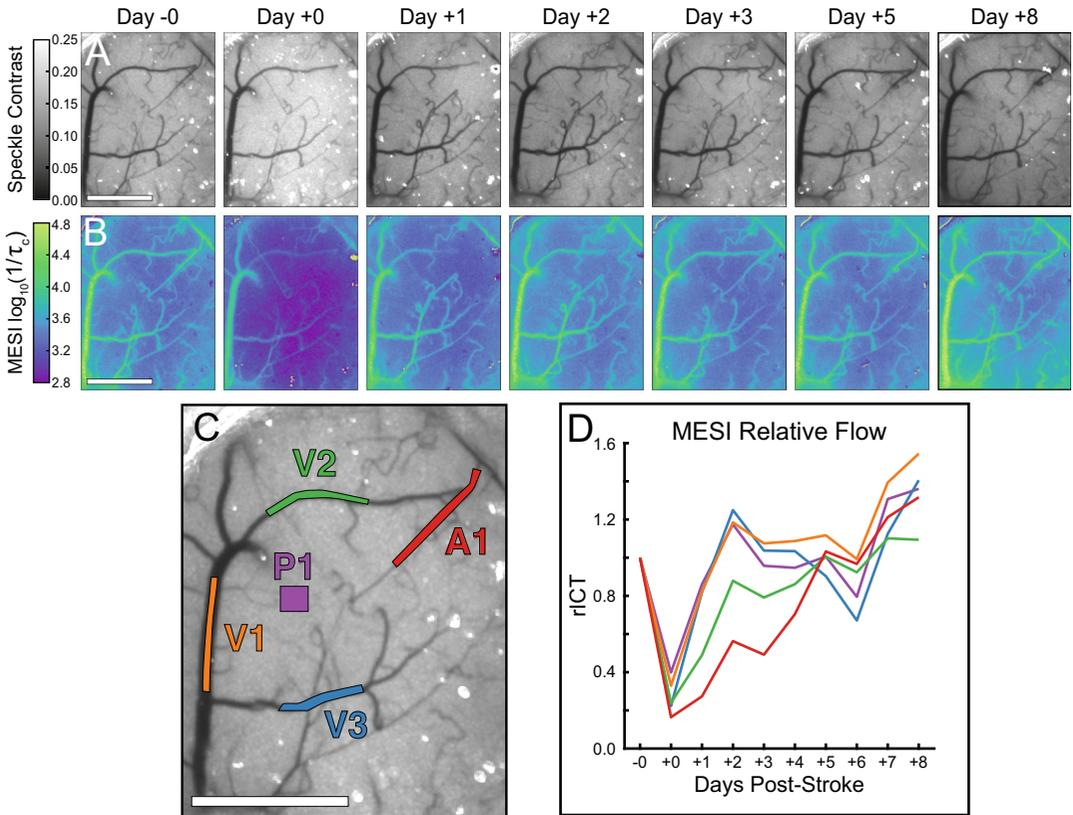 Day -0 Day +0 Day +1 Day +2 Day +3 Day +5 Day +8
A
Speckle Contrast
0.25
0.20
0.15
0.10
0.05
0.00
B
MESI log10(1/τc)
4.8
4.4
4.0
3.6
3.2
2.8
C
V2
A1
P1
V1
V3
D
MESI Relative Flow
rICT
1.6
1.2
0.8
0.4
0.0
-0 +0 +1 +2 +3 +4 +5 +6 +7 +8
Days Post-Stroke